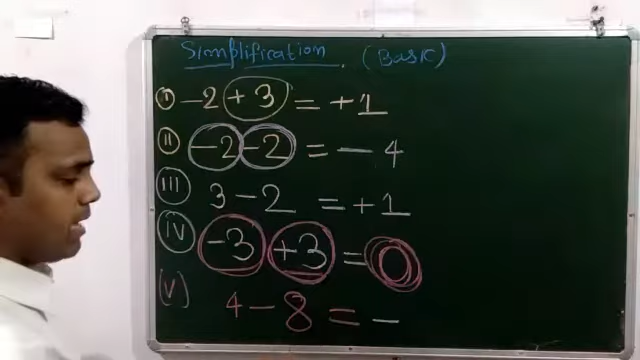 Simplification. (Basic)
(i) -2 + 3 = +1
(ii) -2 -2 = -4
(iii) 3 - 2 = +1
(iv) -3 +3 = 0
(v) 4 - 8 = -